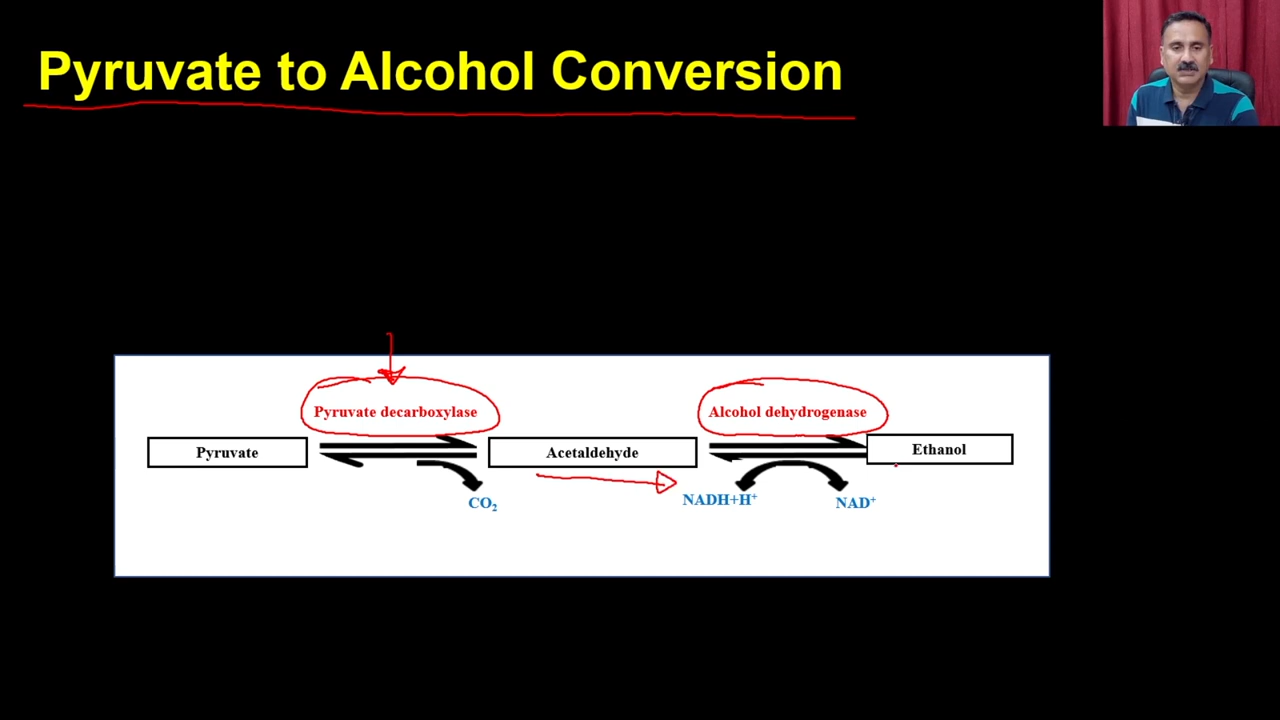 Pyruvate to Alcohol Conversion
Pyruvate decarboxylase
Alcohol dehydrogenase
Pyruvate
Acetaldehyde
Ethanol
CO₂
NADH+H⁺
NAD⁺